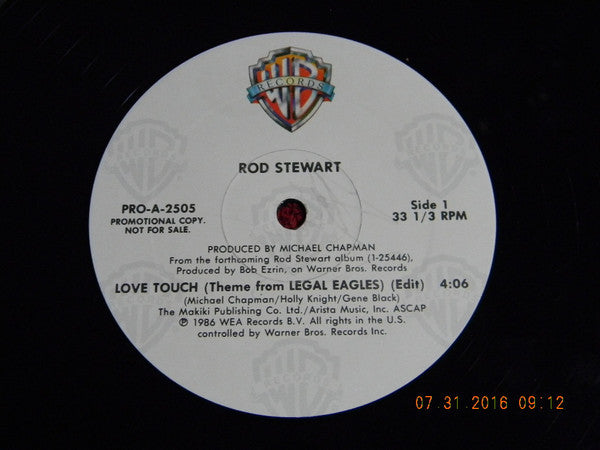 WB
RECORDS
ROD STEWART
PRO-A-2505
PROMOTIONAL COPY.
NOT FOR SALE.
Side 1
33 1/3 RPM
PRODUCED BY MICHAEL CHAPMAN
From the forthcoming Rod Stewart album (1-25446),
Produced by Bob Ezrin, on Warner Bros. Records
LOVE TOUCH (Theme from LEGAL EAGLES) (Edit) 4:06
(Michael Chapman/Holly Knight/Gene Black)
The Makiki Publishing Co. Ltd./Arista Music, Inc. ASCAP
℗ 1986 WEA Records B.V. All rights in the U.S.
controlled by Warner Bros. Records Inc.
07.31.2016 09:12